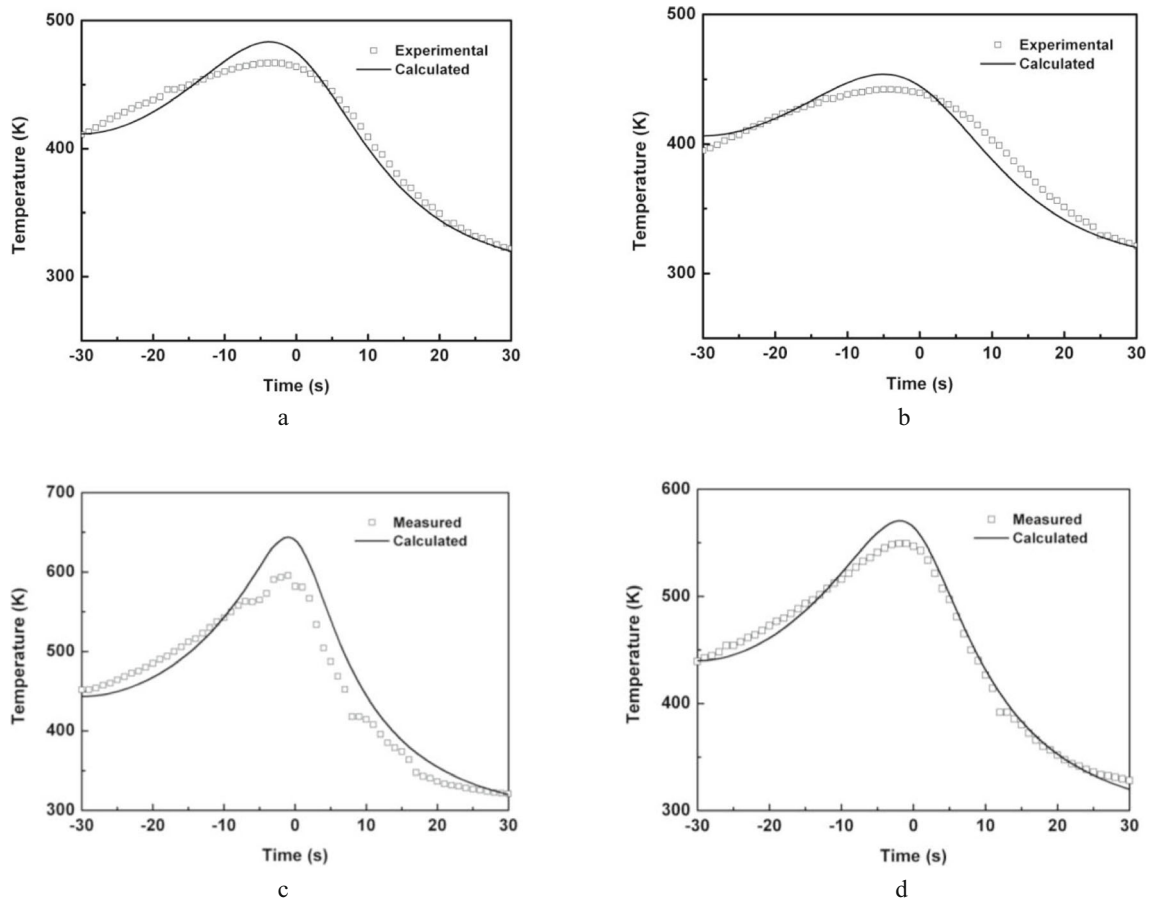 500
400
300
-30 -20 -10 0 10 20 30
Temperature (K)
Time (s)
Experimental
Calculated
a
500
400
300
-30 -20 -10 0 10 20 30
Temperature (K)
Time (s)
Experimental
Calculated
b
700
600
500
400
300
-30 -20 -10 0 10 20 30
Temperature (K)
Time (s)
Measured
Calculated
c
600
500
400
300
-30 -20 -10 0 10 20 30
Temperature (K)
Time (s)
Measured
Calculated
d